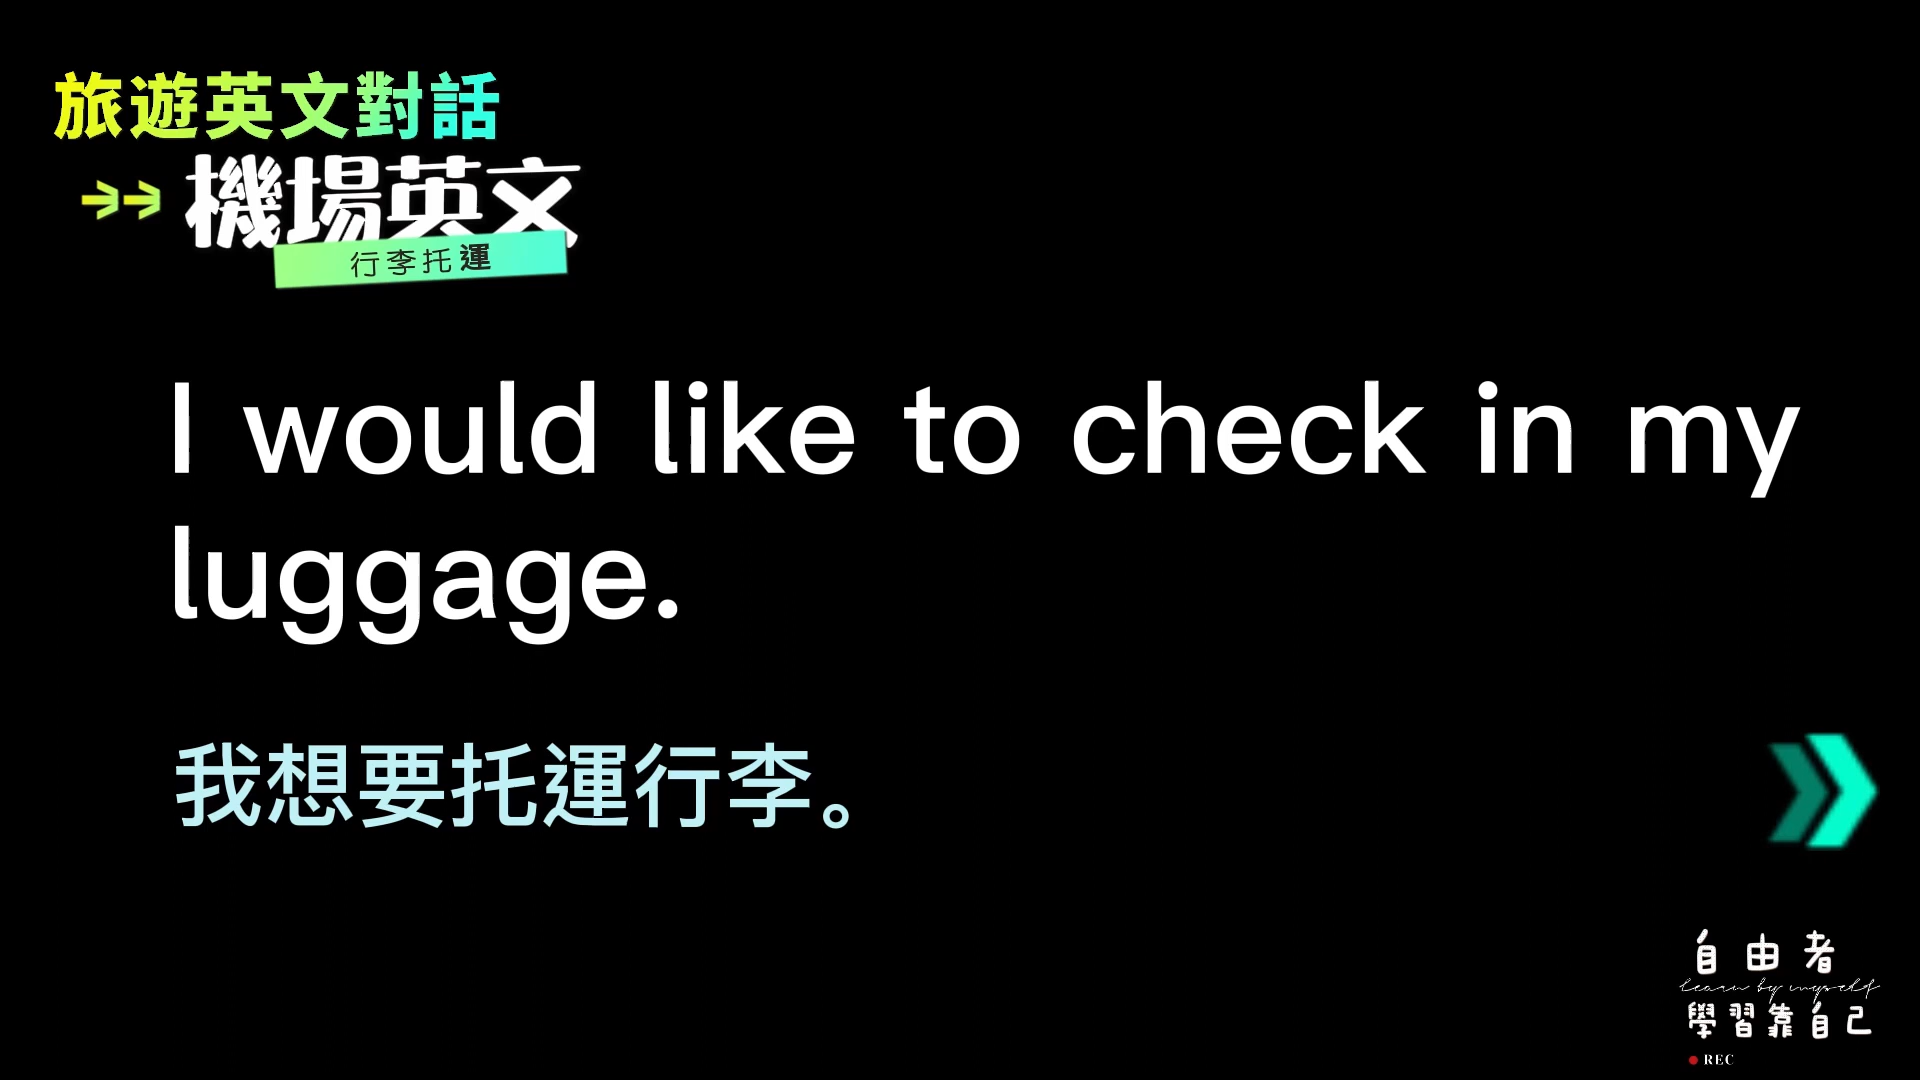 旅遊英文對話
機場英文
行李托運
I would like to check in my
luggage.
我想要托運行李。
自由者
learn by myself
學習靠自己
REC